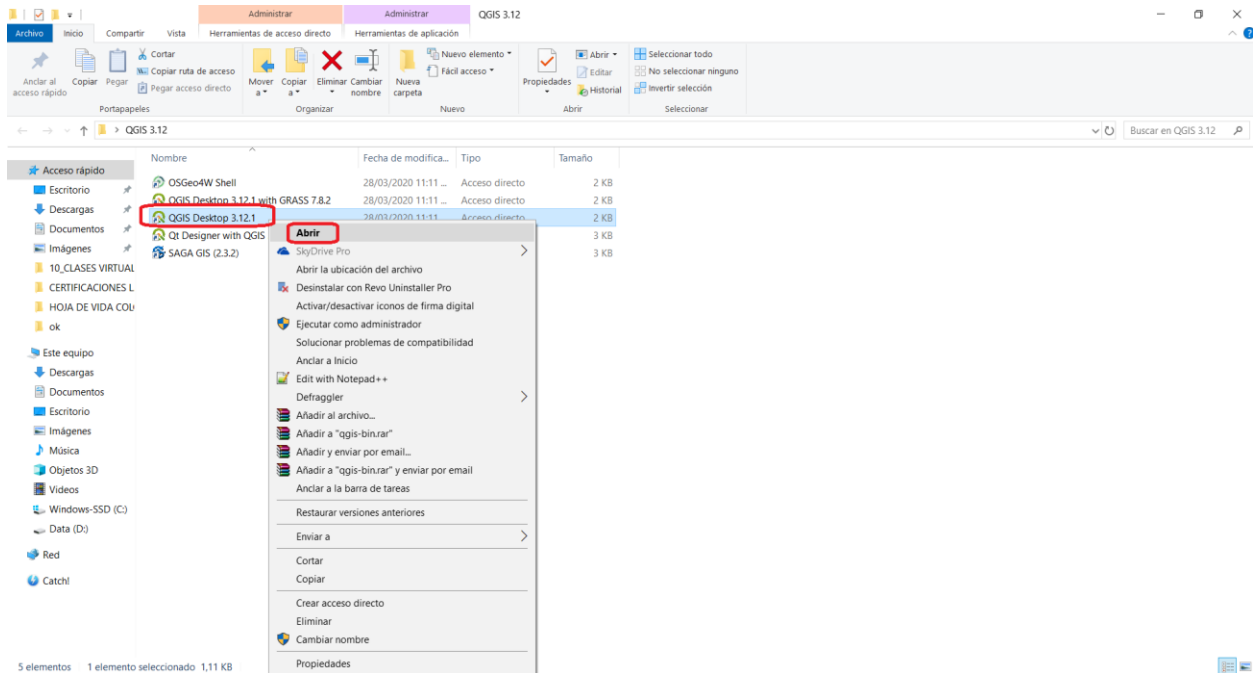 Administrar
Administrar
QGIS 3.12
Archivo
Inicio
Compartir
Vista
Herramientas de acceso directo
Herramientas de aplicación
Anclar al
acceso rápido
Copiar
Pegar
Cortar
Copiar ruta de acceso
Pegar acceso directo
Portapapeles
Mover
a
Copiar
a
Eliminar
Cambiar
nombre
Organizar
Nueva
carpeta
Nuevo elemento
Fácil acceso
Nuevo
Propiedades
Abrir
Editar
Historial
Abrir
Seleccionar todo
No seleccionar ninguno
Invertir selección
Seleccionar
> QGIS 3.12
Buscar en QGIS 3.12
Acceso rápido
Escritorio
Descargas
Documentos
Imágenes
10_CLASES VIRTUAL
CERTIFICACIONES L
HOJA DE VIDA COL
ok
Este equipo
Descargas
Documentos
Escritorio
Imágenes
Música
Objetos 3D
Videos
Windows-SSD (C:)
Data (D:)
Red
Catch!
Nombre Fecha de modifica... Tipo Tamaño
OSGeo4W Shell 28/03/2020 11:11 ... Acceso directo 2 KB
QGIS Desktop 3.12.1 with GRASS 7.8.2 28/03/2020 11:11 ... Acceso directo 2 KB
QGIS Desktop 3.12.1 28/03/2020 11:11 Acceso directo 2 KB
Qt Designer with QGIS 3 KB
SAGA GIS (2.3.2) 3 KB
Abrir
SkyDrive Pro
Abrir la ubicación del archivo
Desinstalar con Revo Uninstaller Pro
Activar/desactivar iconos de firma digital
Ejecutar como administrador
Solucionar problemas de compatibilidad
Anclar a Inicio
Edit with Notepad++
Defraggler
Añadir al archivo...
Añadir a "qgis-bin.rar"
Añadir y enviar por email...
Añadir a "qgis-bin.rar" y enviar por email
Anclar a la barra de tareas
Restaurar versiones anteriores
Enviar a
Cortar
Copiar
Crear acceso directo
Eliminar
Cambiar nombre
Propiedades
5 elementos 1 elemento seleccionado 1,11 KB